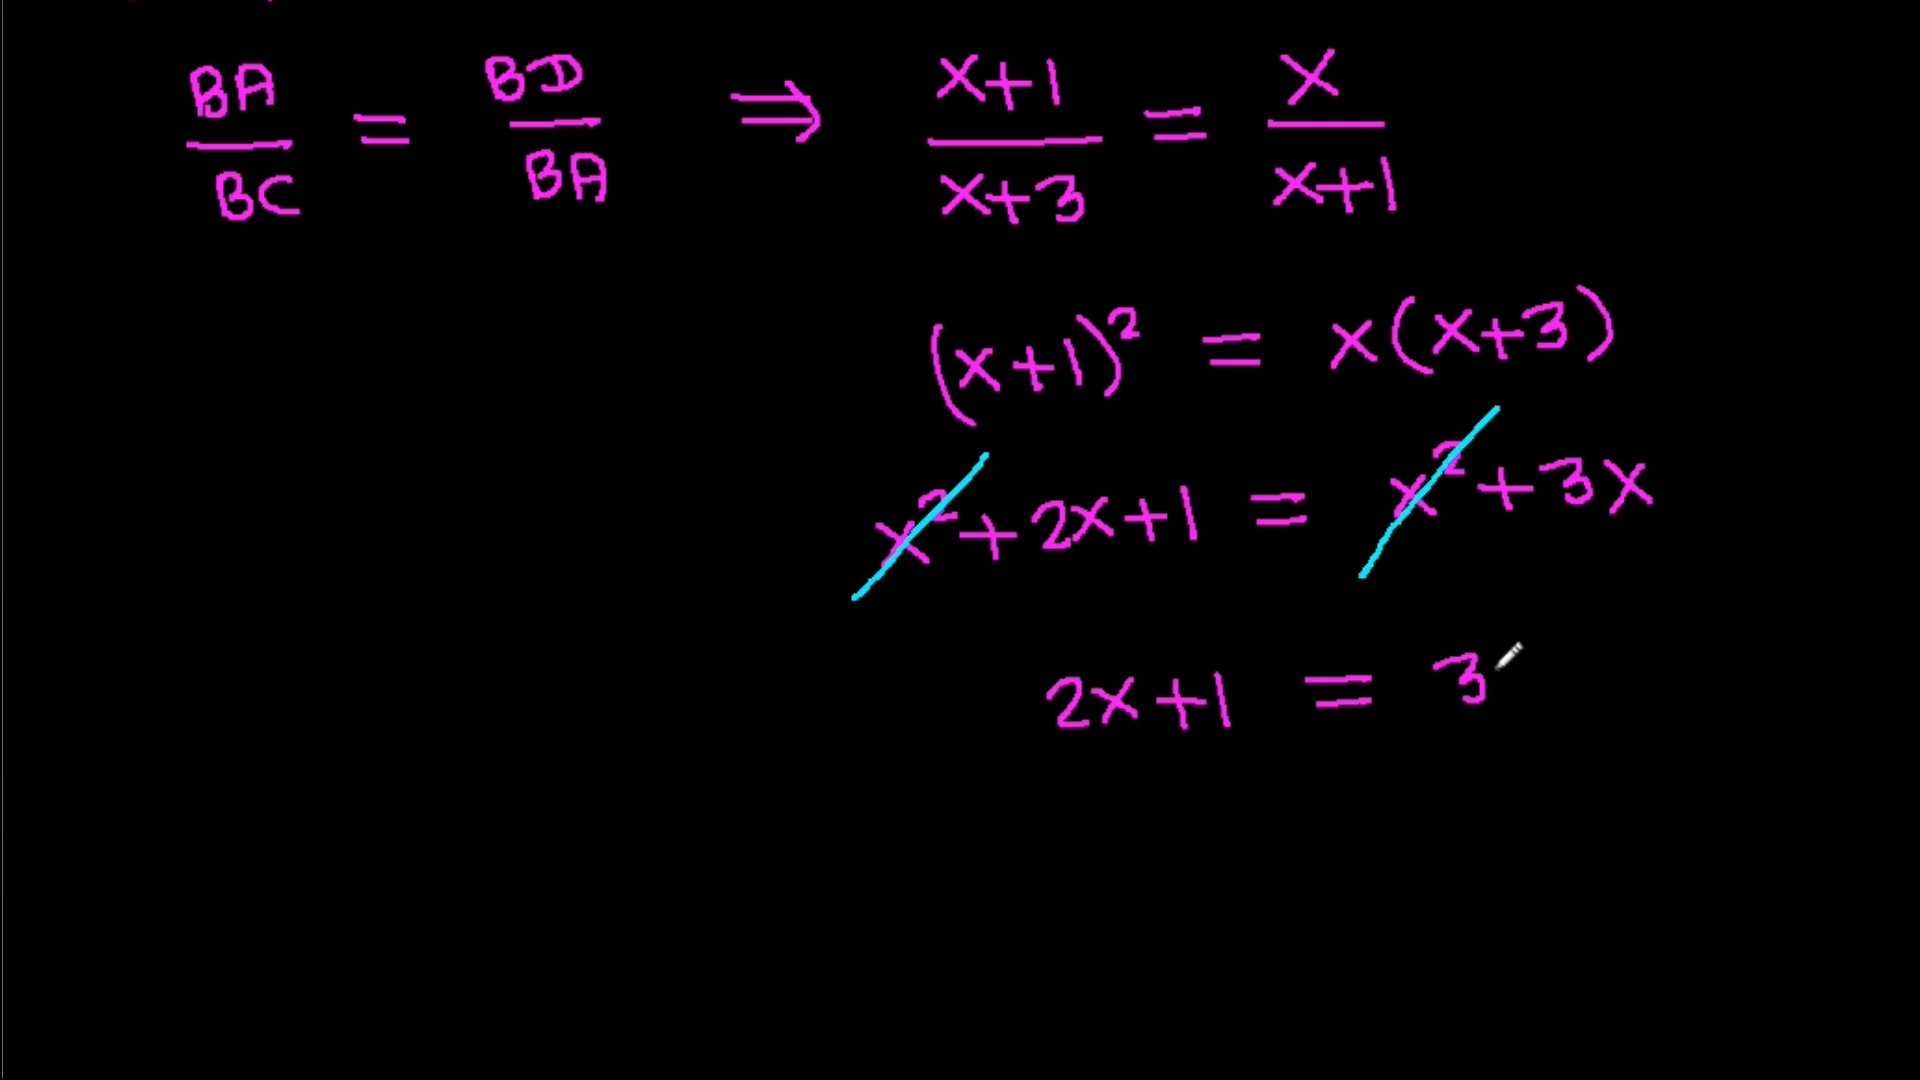 BA/BC = BD/BA ⇒ x+1/x+3 = x/x+1
(x+1)² = x(x+3)
x²+2x+1 = x²+3x
2x+1 = 3